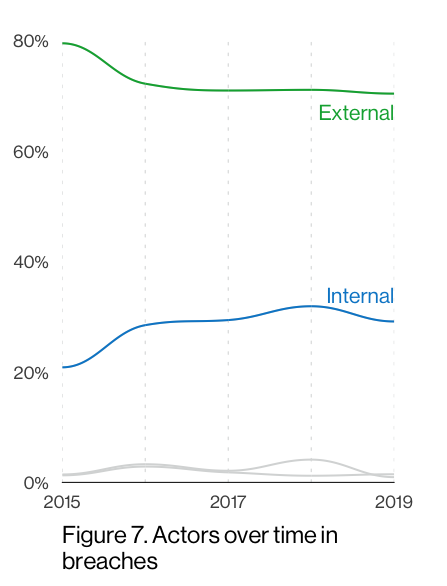 80%
External
60%
40%
Internal
20%
0%
2015 2017 2019
Figure 7. Actors over time in
breaches